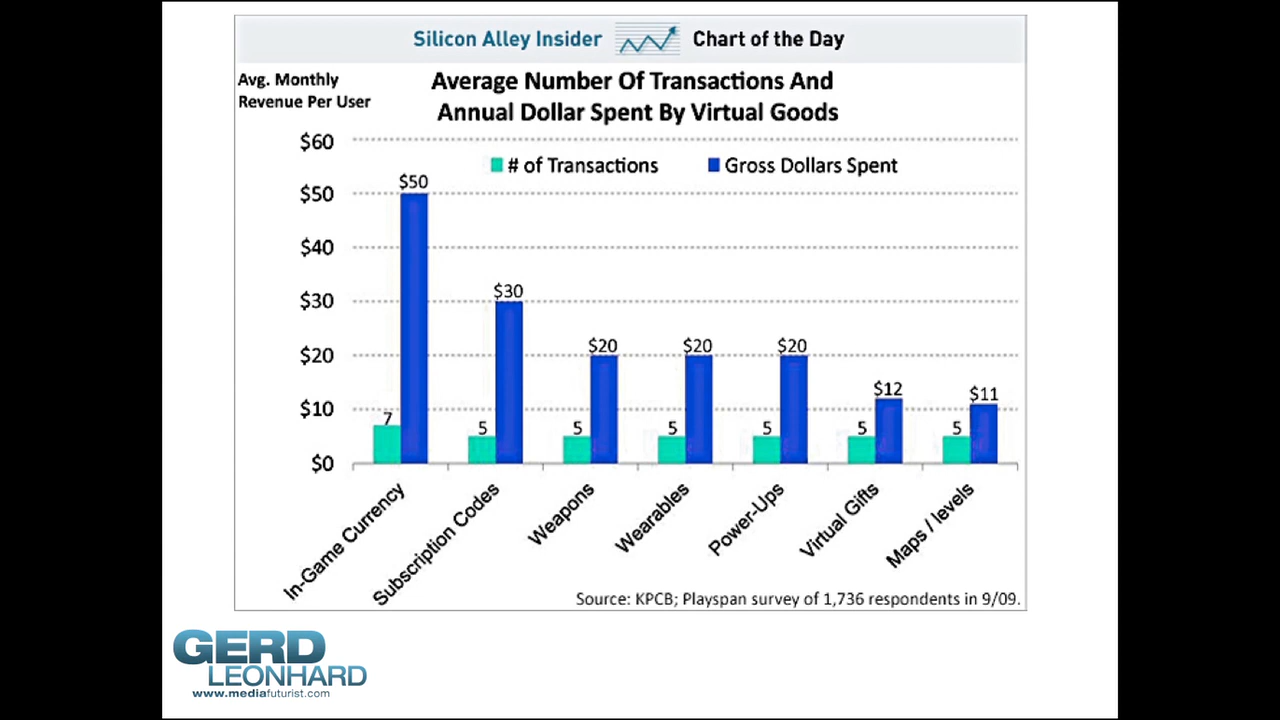 Silicon Alley Insider Chart of the Day
Avg. Monthly
Revenue Per User
Average Number Of Transactions And
Annual Dollar Spent By Virtual Goods
# of Transactions Gross Dollars Spent
$60
$50
$40
$30
$20
$10
$0
7 $50
5 $30
5 $20
5 $20
5 $20
5 $12
5 $11
In-Game Currency
Subscription Codes
Weapons
Wearables
Power-Ups
Virtual Gifts
Maps / levels
Source: KPCB; Playspan survey of 1,736 respondents in 9/09.
GERD
LEONHARD
www.mediafuturist.com